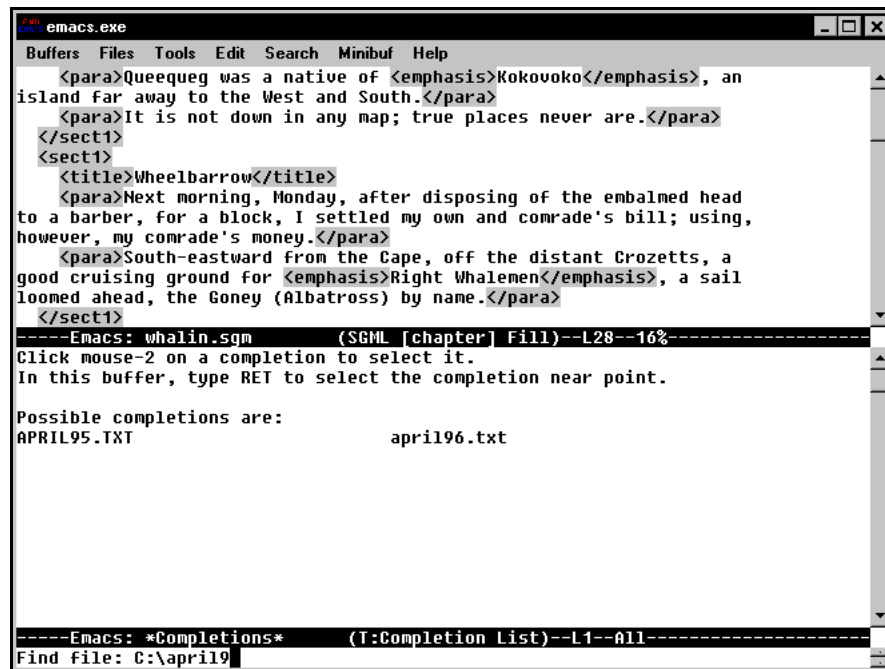 emacs.exe
Buffers Files Tools Edit Search Minibuf Help
<para>Queequeg was a native of <emphasis>Kokovoko</emphasis>, an
island far away to the West and South.</para>
<para>It is not down in any map; true places never are.</para>
</sect1>
<sect1>
<title>Wheelbarrow</title>
<para>Next morning, Monday, after disposing of the embalmed head
to a barber, for a block, I settled my own and comrade's bill; using,
however, my comrade's money.</para>
<para>South-eastward from the Cape, off the distant Crozetts, a
good cruising ground for <emphasis>Right Whalemen</emphasis>, a sail
loomed ahead, the Goney (Albatross) by name.</para>
</sect1>
-----Emacs: whalin.sgm (SGML [chapter] Fill)--L28--16%-------------------
Click mouse-2 on a completion to select it.
In this buffer, type RET to select the completion near point.
Possible completions are:
APRIL95.TXT april96.txt
-----Emacs: *Completions* (T:Completion List)--L1--All---------------------
Find file: C:\april9